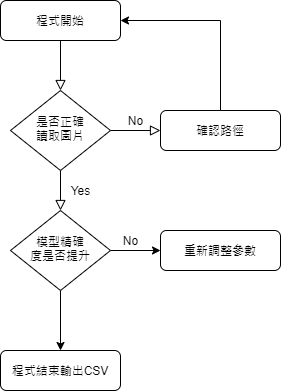 程式開始
是否正確
讀取圖片
No
確認路徑
Yes
模型精確
度是否提升
No
重新調整參數
程式結束輸出CSV